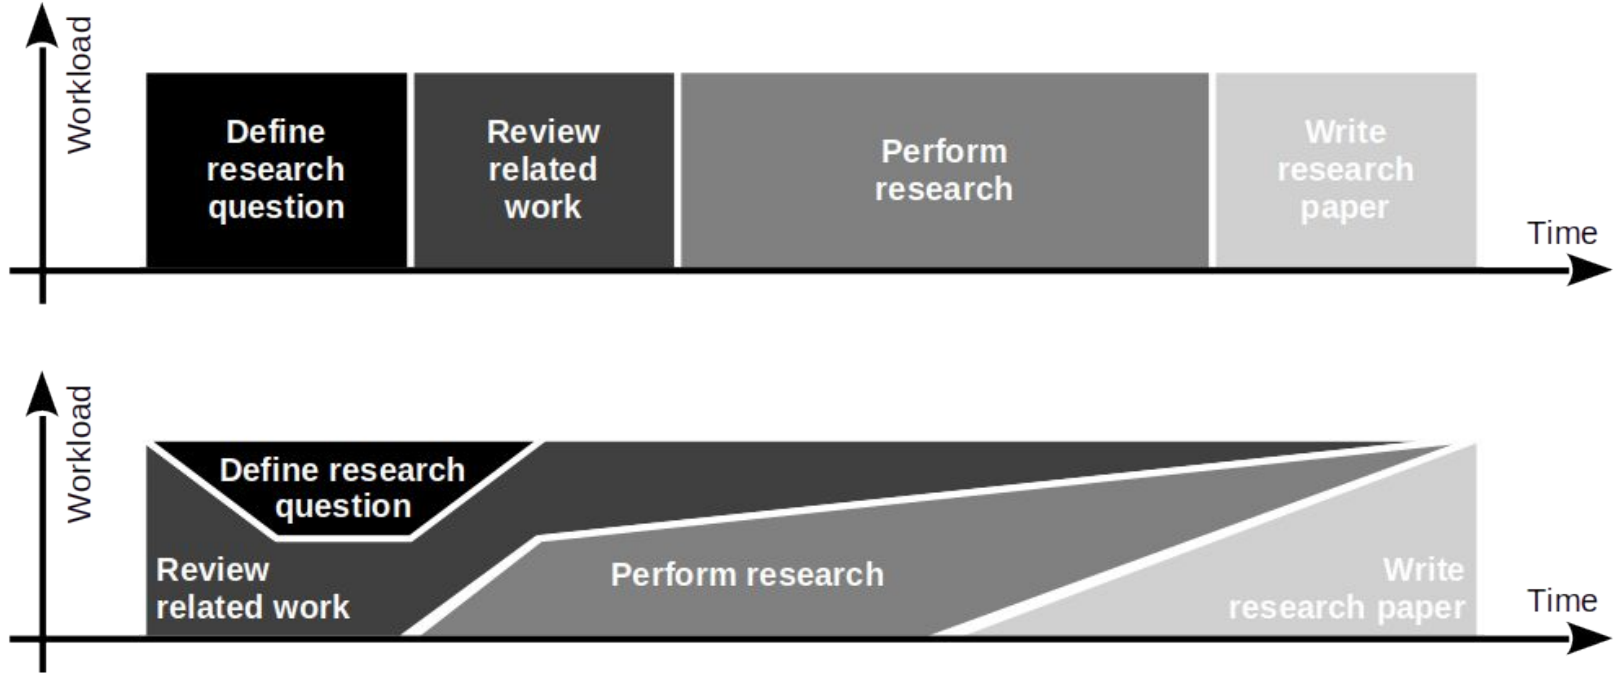 Workload
Define
research
question
Review
related
work
Perform
research
Write
research
paper
Time
Workload
Define research
question
Review
related work
Perform research
Write
research paper
Time